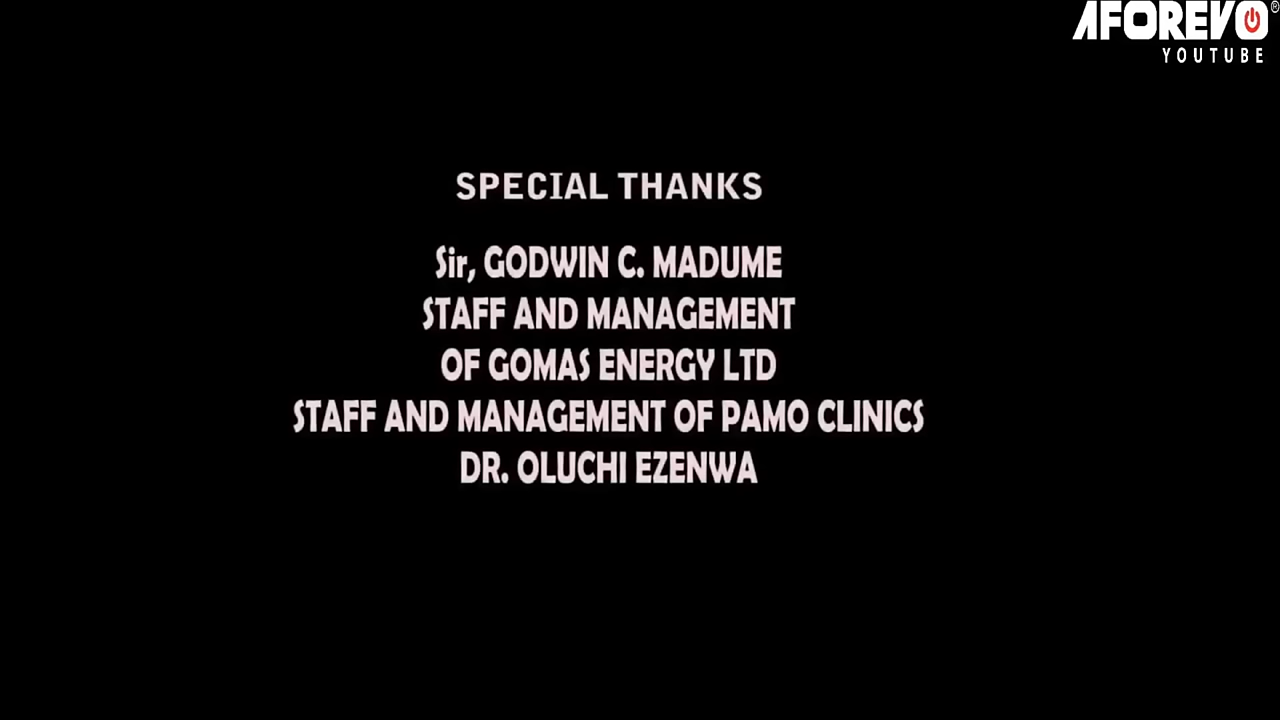 AFOREVO®
YOUTUBE
SPECIAL THANKS
Sir, GODWIN C. MADUME
STAFF AND MANAGEMENT
OF GOMAS ENERGY LTD
STAFF AND MANAGEMENT OF PAMO CLINICS
DR. OLUCHI EZENWA